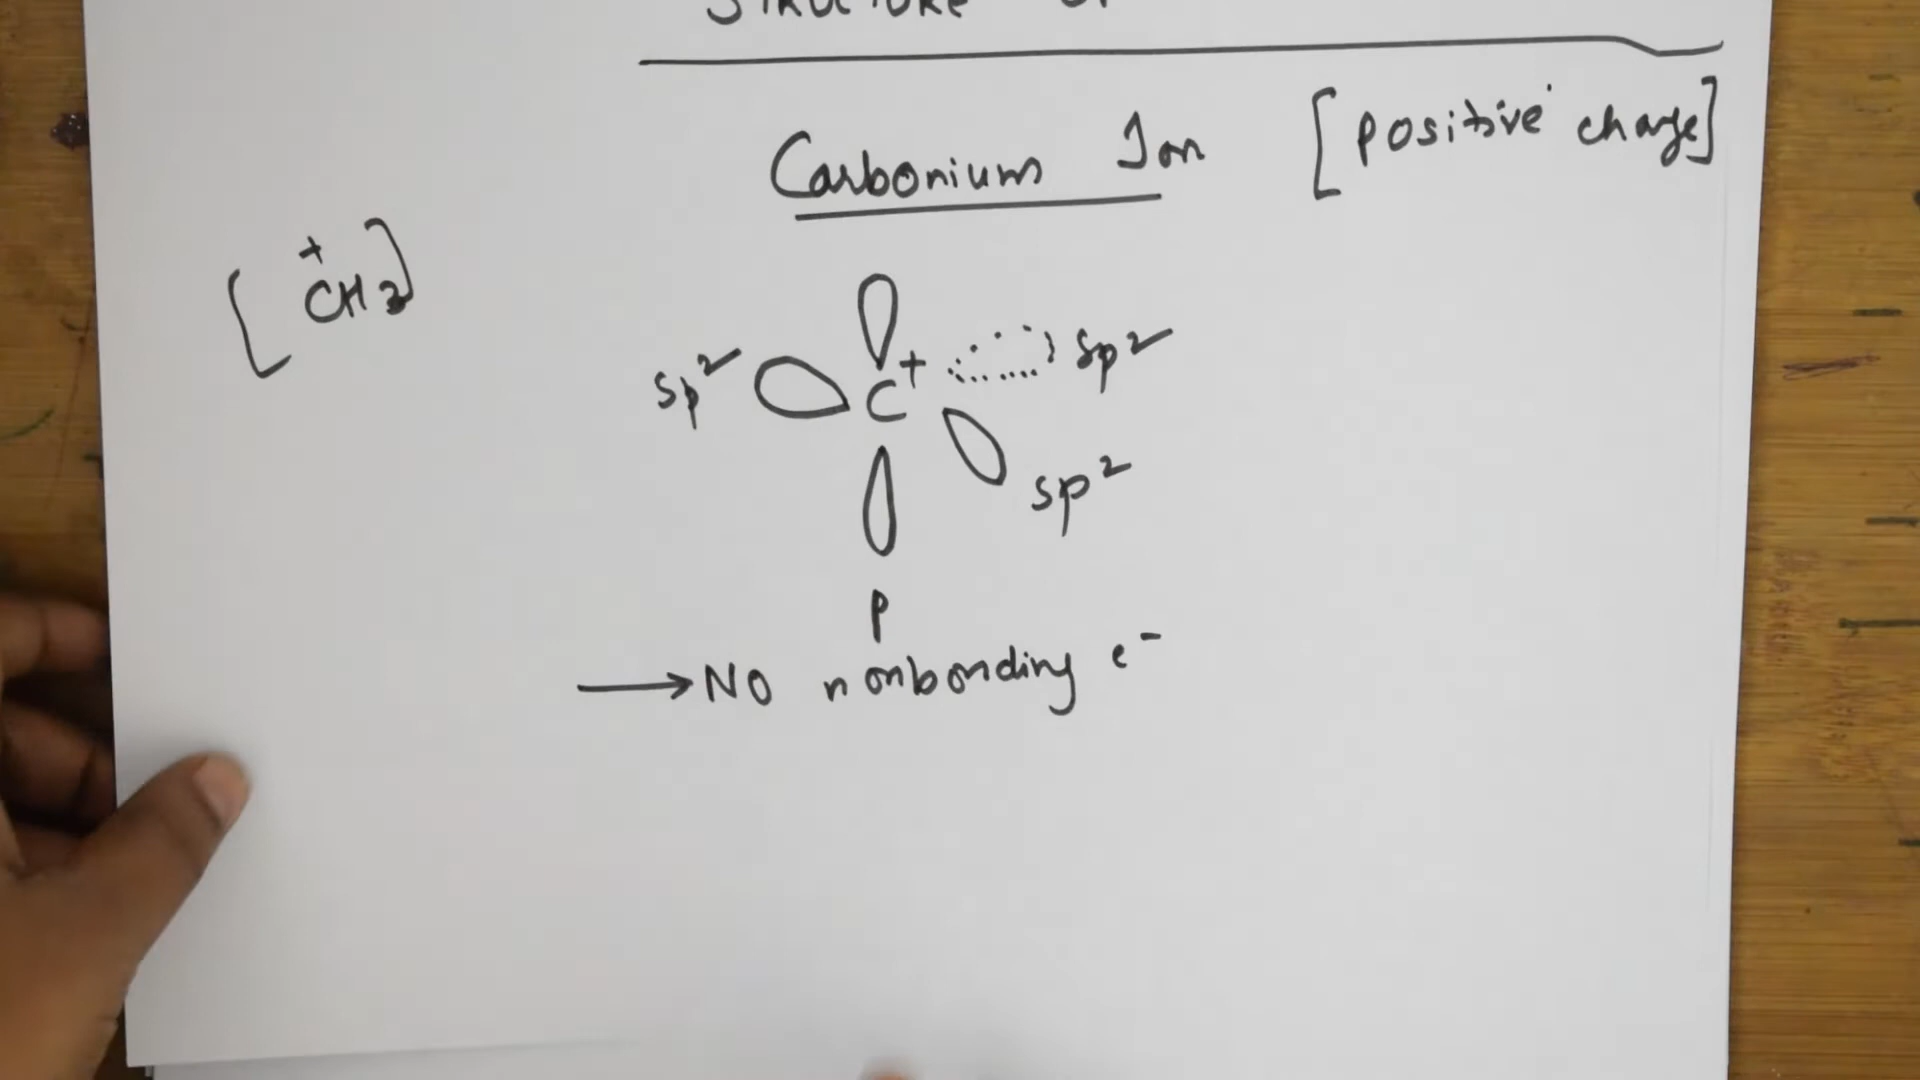 Carbonium Ion [positive charge]
[CH3]
+
+
C
sp2
sp2
sp2
P
→ NO nonbonding e-